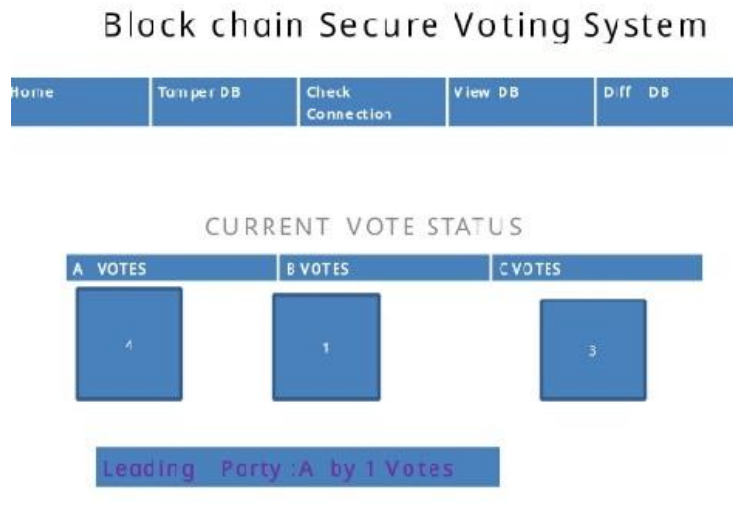 Block chain Secure Voting System
Home Tamper DB Check Connection View DB Diff DB
CURRENT VOTE STATUS
A VOTES B VOTES C VOTES
4 1 3
Leading Party :A by 1 Votes